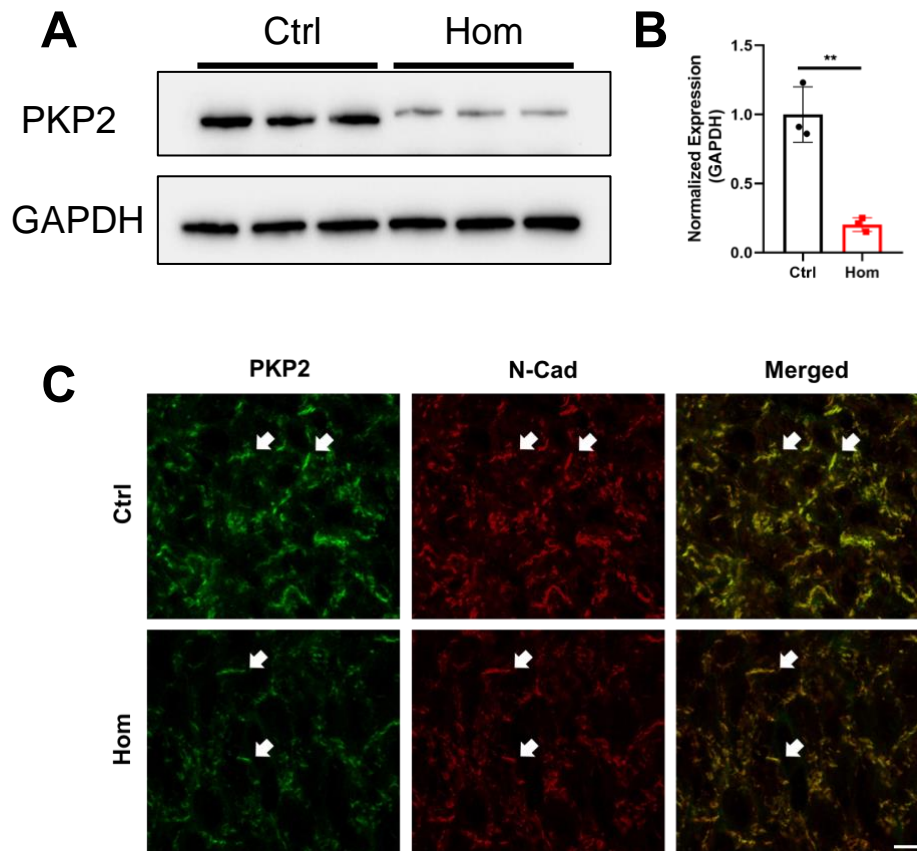 A
Ctrl Hom
PKP2
GAPDH
B
1.5
1.0
0.5
0.0
Normalized Expression
(GAPDH)
**
Ctrl Hom
C
PKP2 N-Cad Merged
Ctrl
Hom